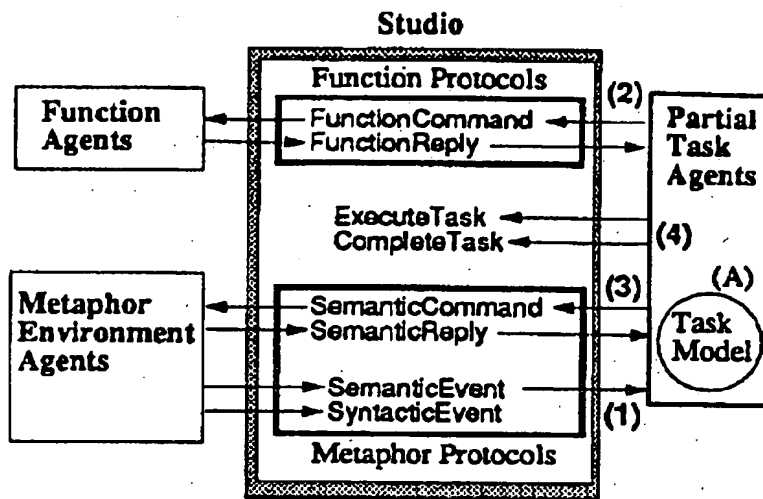 Studio
Function Protocols
(2)
Function
Agents
FunctionCommand
FunctionReply
Partial
Task
Agents
ExecuteTask
CompleteTask
(4)
(A)
Metaphor
Environment
Agents
SemanticCommand
SemanticReply
(3)
Task
Model
SemanticEvent
SyntacticEvent
(1)
Metaphor Protocols